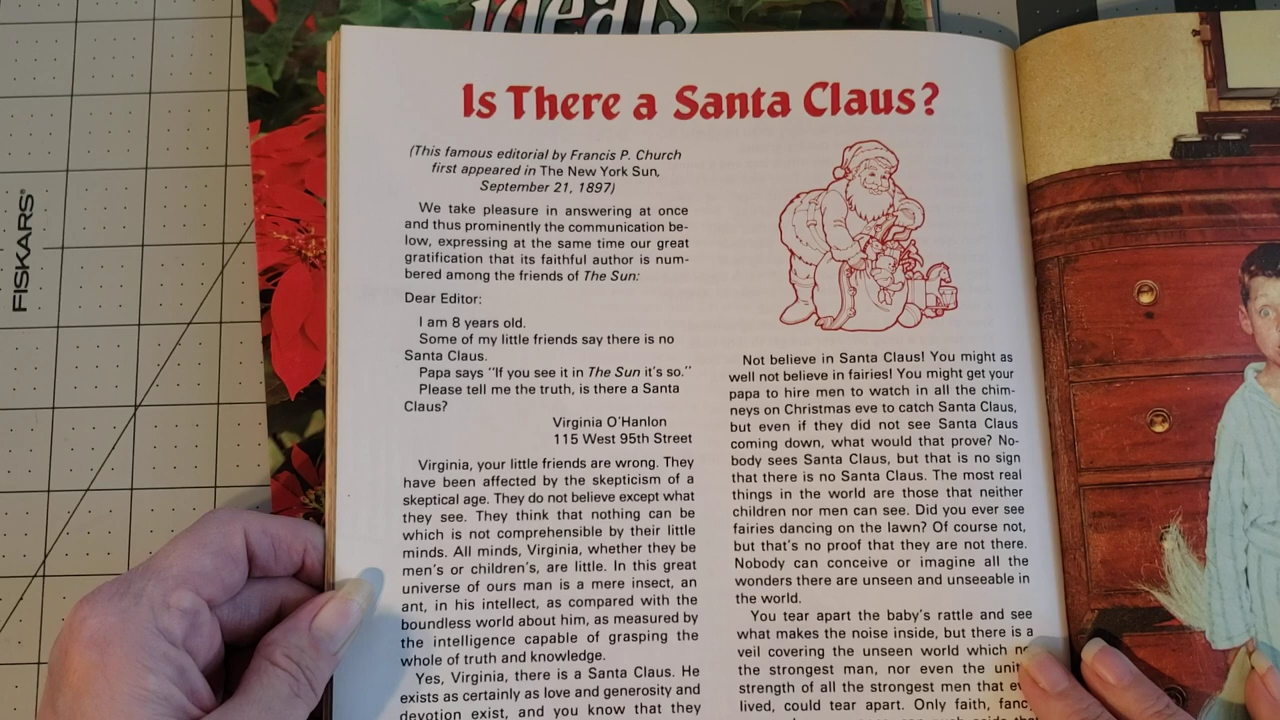 ideals
FISKARS®
Is There a Santa Claus?
(This famous editorial by Francis P. Church
first appeared in The New York Sun,
September 21, 1897)
We take pleasure in answering at once
and thus prominently the communication be-
low, expressing at the same time our great
gratification that its faithful author is num-
bered among the friends of The Sun:
Dear Editor:
I am 8 years old.
Some of my little friends say there is no
Santa Claus.
Papa says "If you see it in The Sun it's so."
Please tell me the truth, is there a Santa
Claus?
Virginia O'Hanlon
115 West 95th Street
Virginia, your little friends are wrong. They
have been affected by the skepticism of a
skeptical age. They do not believe except what
they see. They think that nothing can be
which is not comprehensible by their little
minds. All minds, Virginia, whether they be
men's or children's, are little. In this great
universe of ours man is a mere insect, an
ant, in his intellect, as compared with the
boundless world about him, as measured by
the intelligence capable of grasping the
whole of truth and knowledge.
Yes, Virginia, there is a Santa Claus. He
exists as certainly as love and generosity and
devotion exist, and you know that they
Not believe in Santa Claus! You might as
well not believe in fairies! You might get your
papa to hire men to watch in all the chim-
neys on Christmas eve to catch Santa Claus,
but even if they did not see Santa Claus
coming down, what would that prove? No-
body sees Santa Claus, but that is no sign
that there is no Santa Claus. The most real
things in the world are those that neither
children nor men can see. Did you ever see
fairies dancing on the lawn? Of course not,
but that's no proof that they are not there.
Nobody can conceive or imagine all the
wonders there are unseen and unseeable in
the world.
You tear apart the baby's rattle and see
what makes the noise inside, but there is a
veil covering the unseen world which
the strongest man, nor even the
strength of all the strongest men that
lived, could tear apart. Only faith,